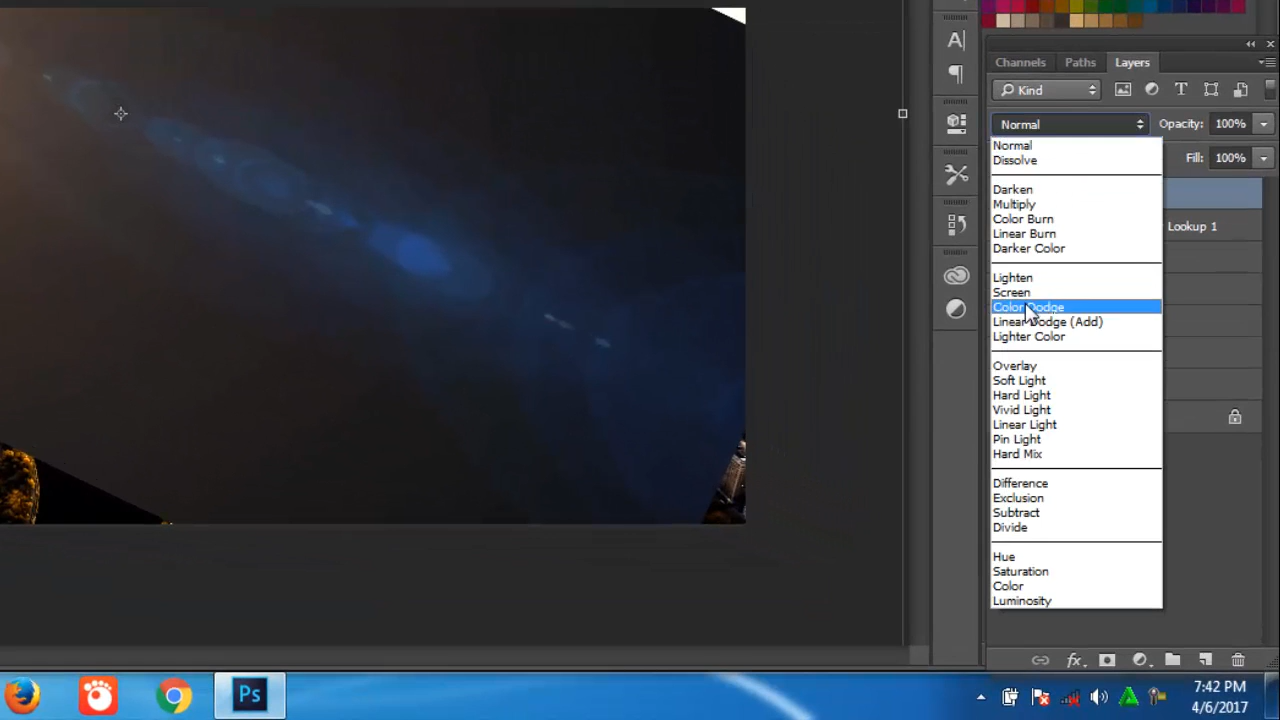 A|
Channels
Paths
Layers
Kind
T
Normal
Opacity: 100%
Normal
Dissolve
Fill: 100%
Darken
Multiply
Lookup 1
Color Burn
Linear Burn
Darker Color
Lighten
Screen
Color Dodge
Linear Dodge (Add)
Lighter Color
Overlay
Soft Light
Hard Light
Vivid Light
Linear Light
Pin Light
Hard Mix
Difference
Exclusion
Subtract
Divide
Hue
Saturation
Color
Luminosity
fx
Ps
7:42 PM
4/6/2017